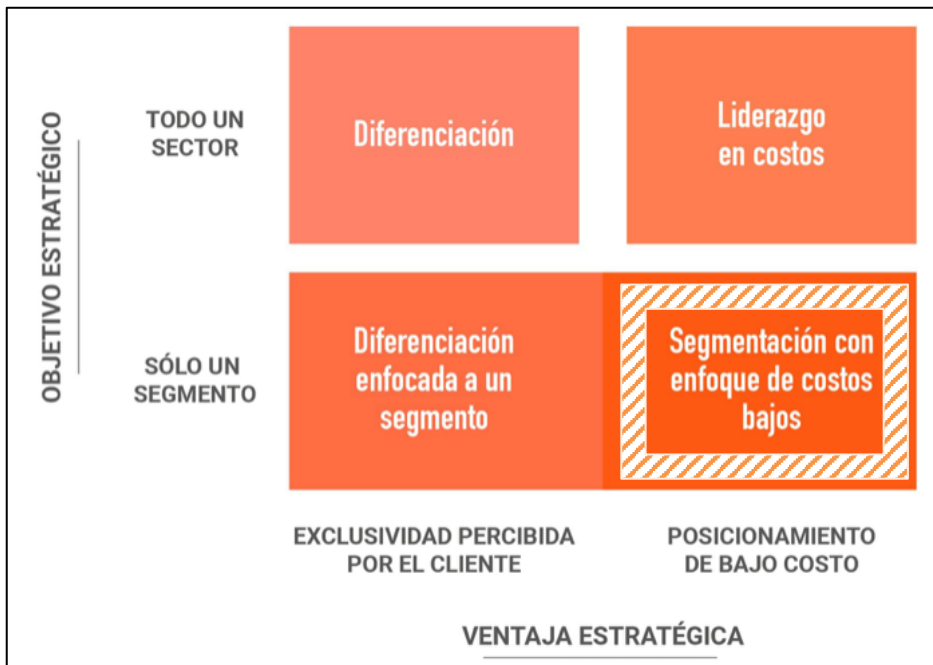 OBJETIVO ESTRATÉGICO
TODO UN
SECTOR
Diferenciación
Liderazgo
en costos
SÓLO UN
SEGMENTO
Diferenciación
enfocada a un
segmento
Segmentación con
enfoque de costos
bajos
EXCLUSIVIDAD PERCIBIDA
POR EL CLIENTE
POSICIONAMIENTO
DE BAJO COSTO
VENTAJA ESTRATÉGICA